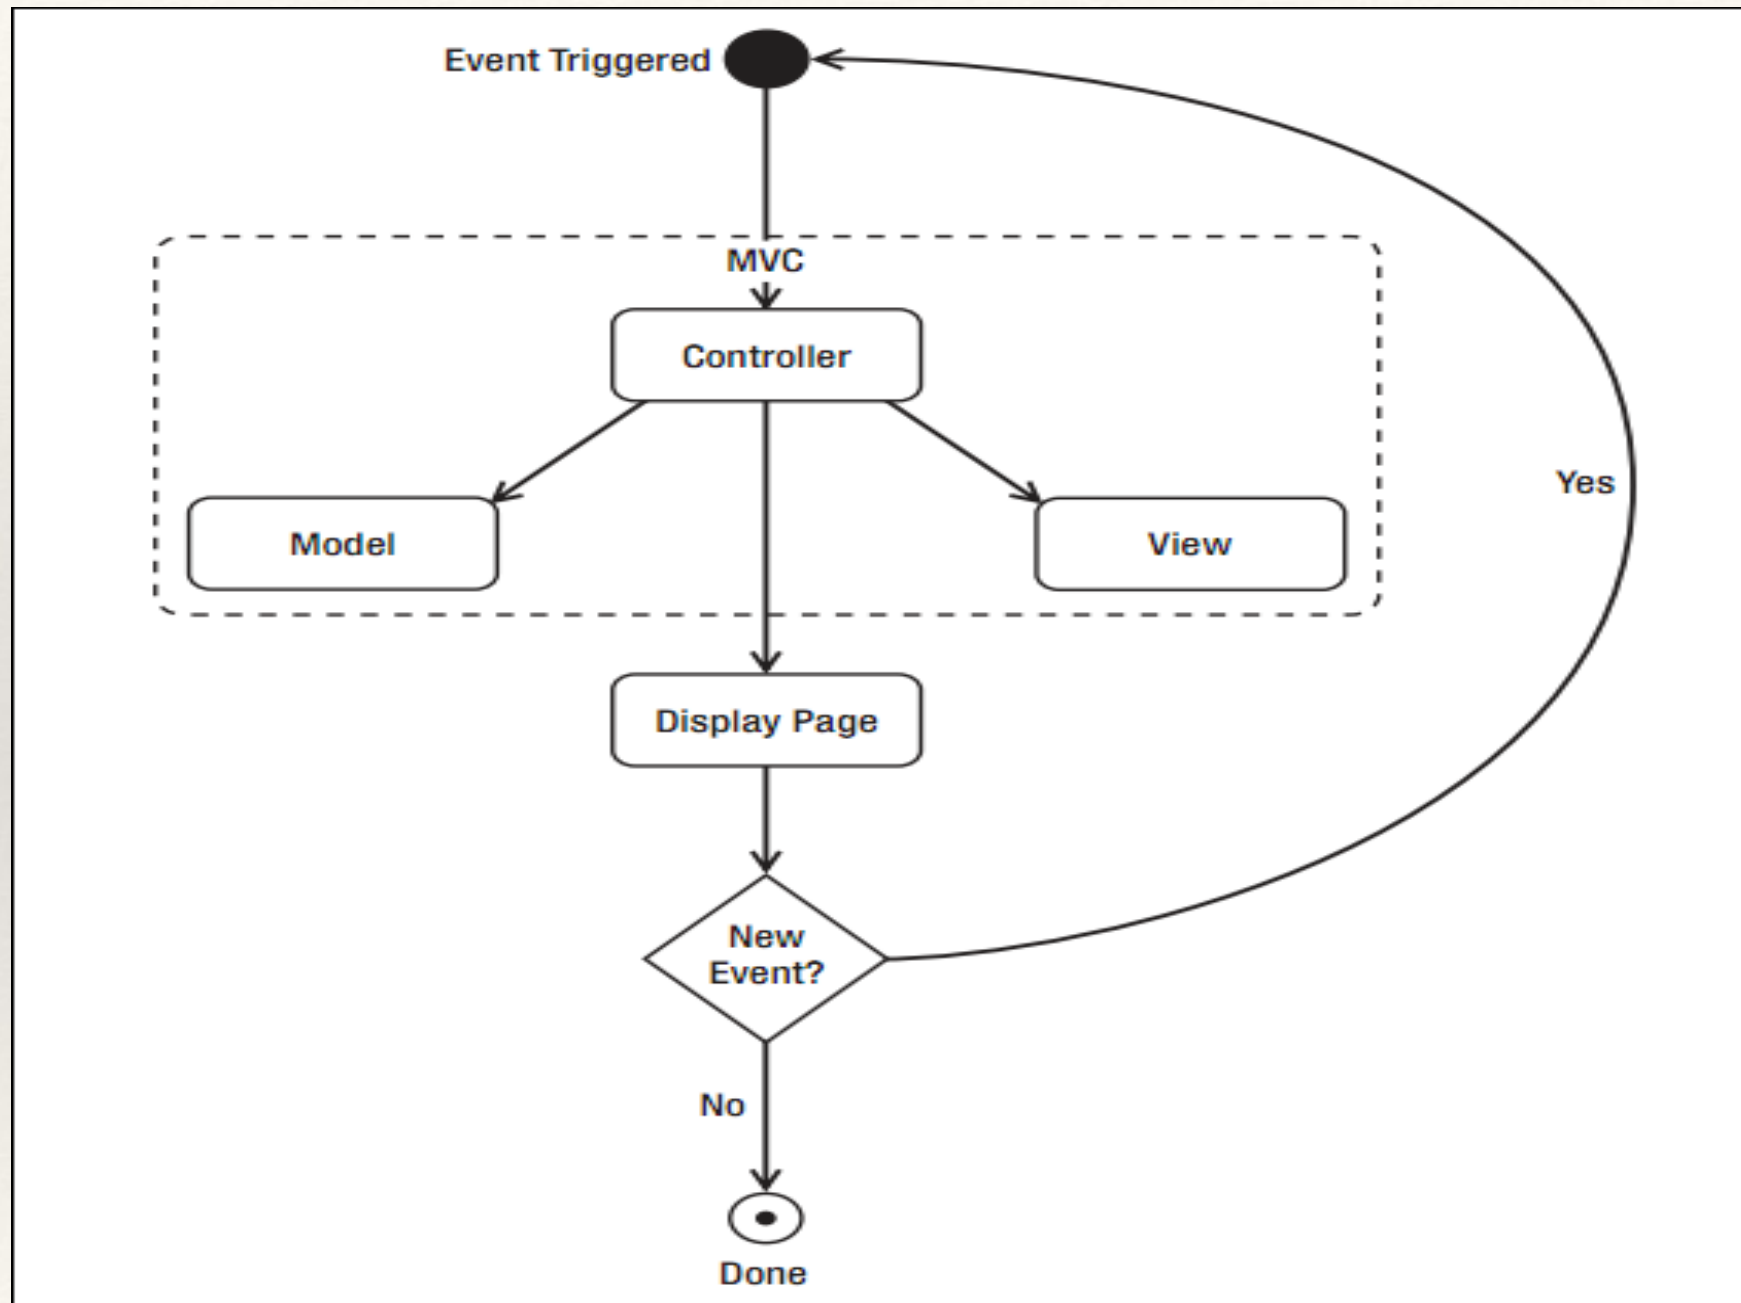 Event Triggered
MVC
Controller
Model
View
Yes
Display Page
New
Event?
No
Done